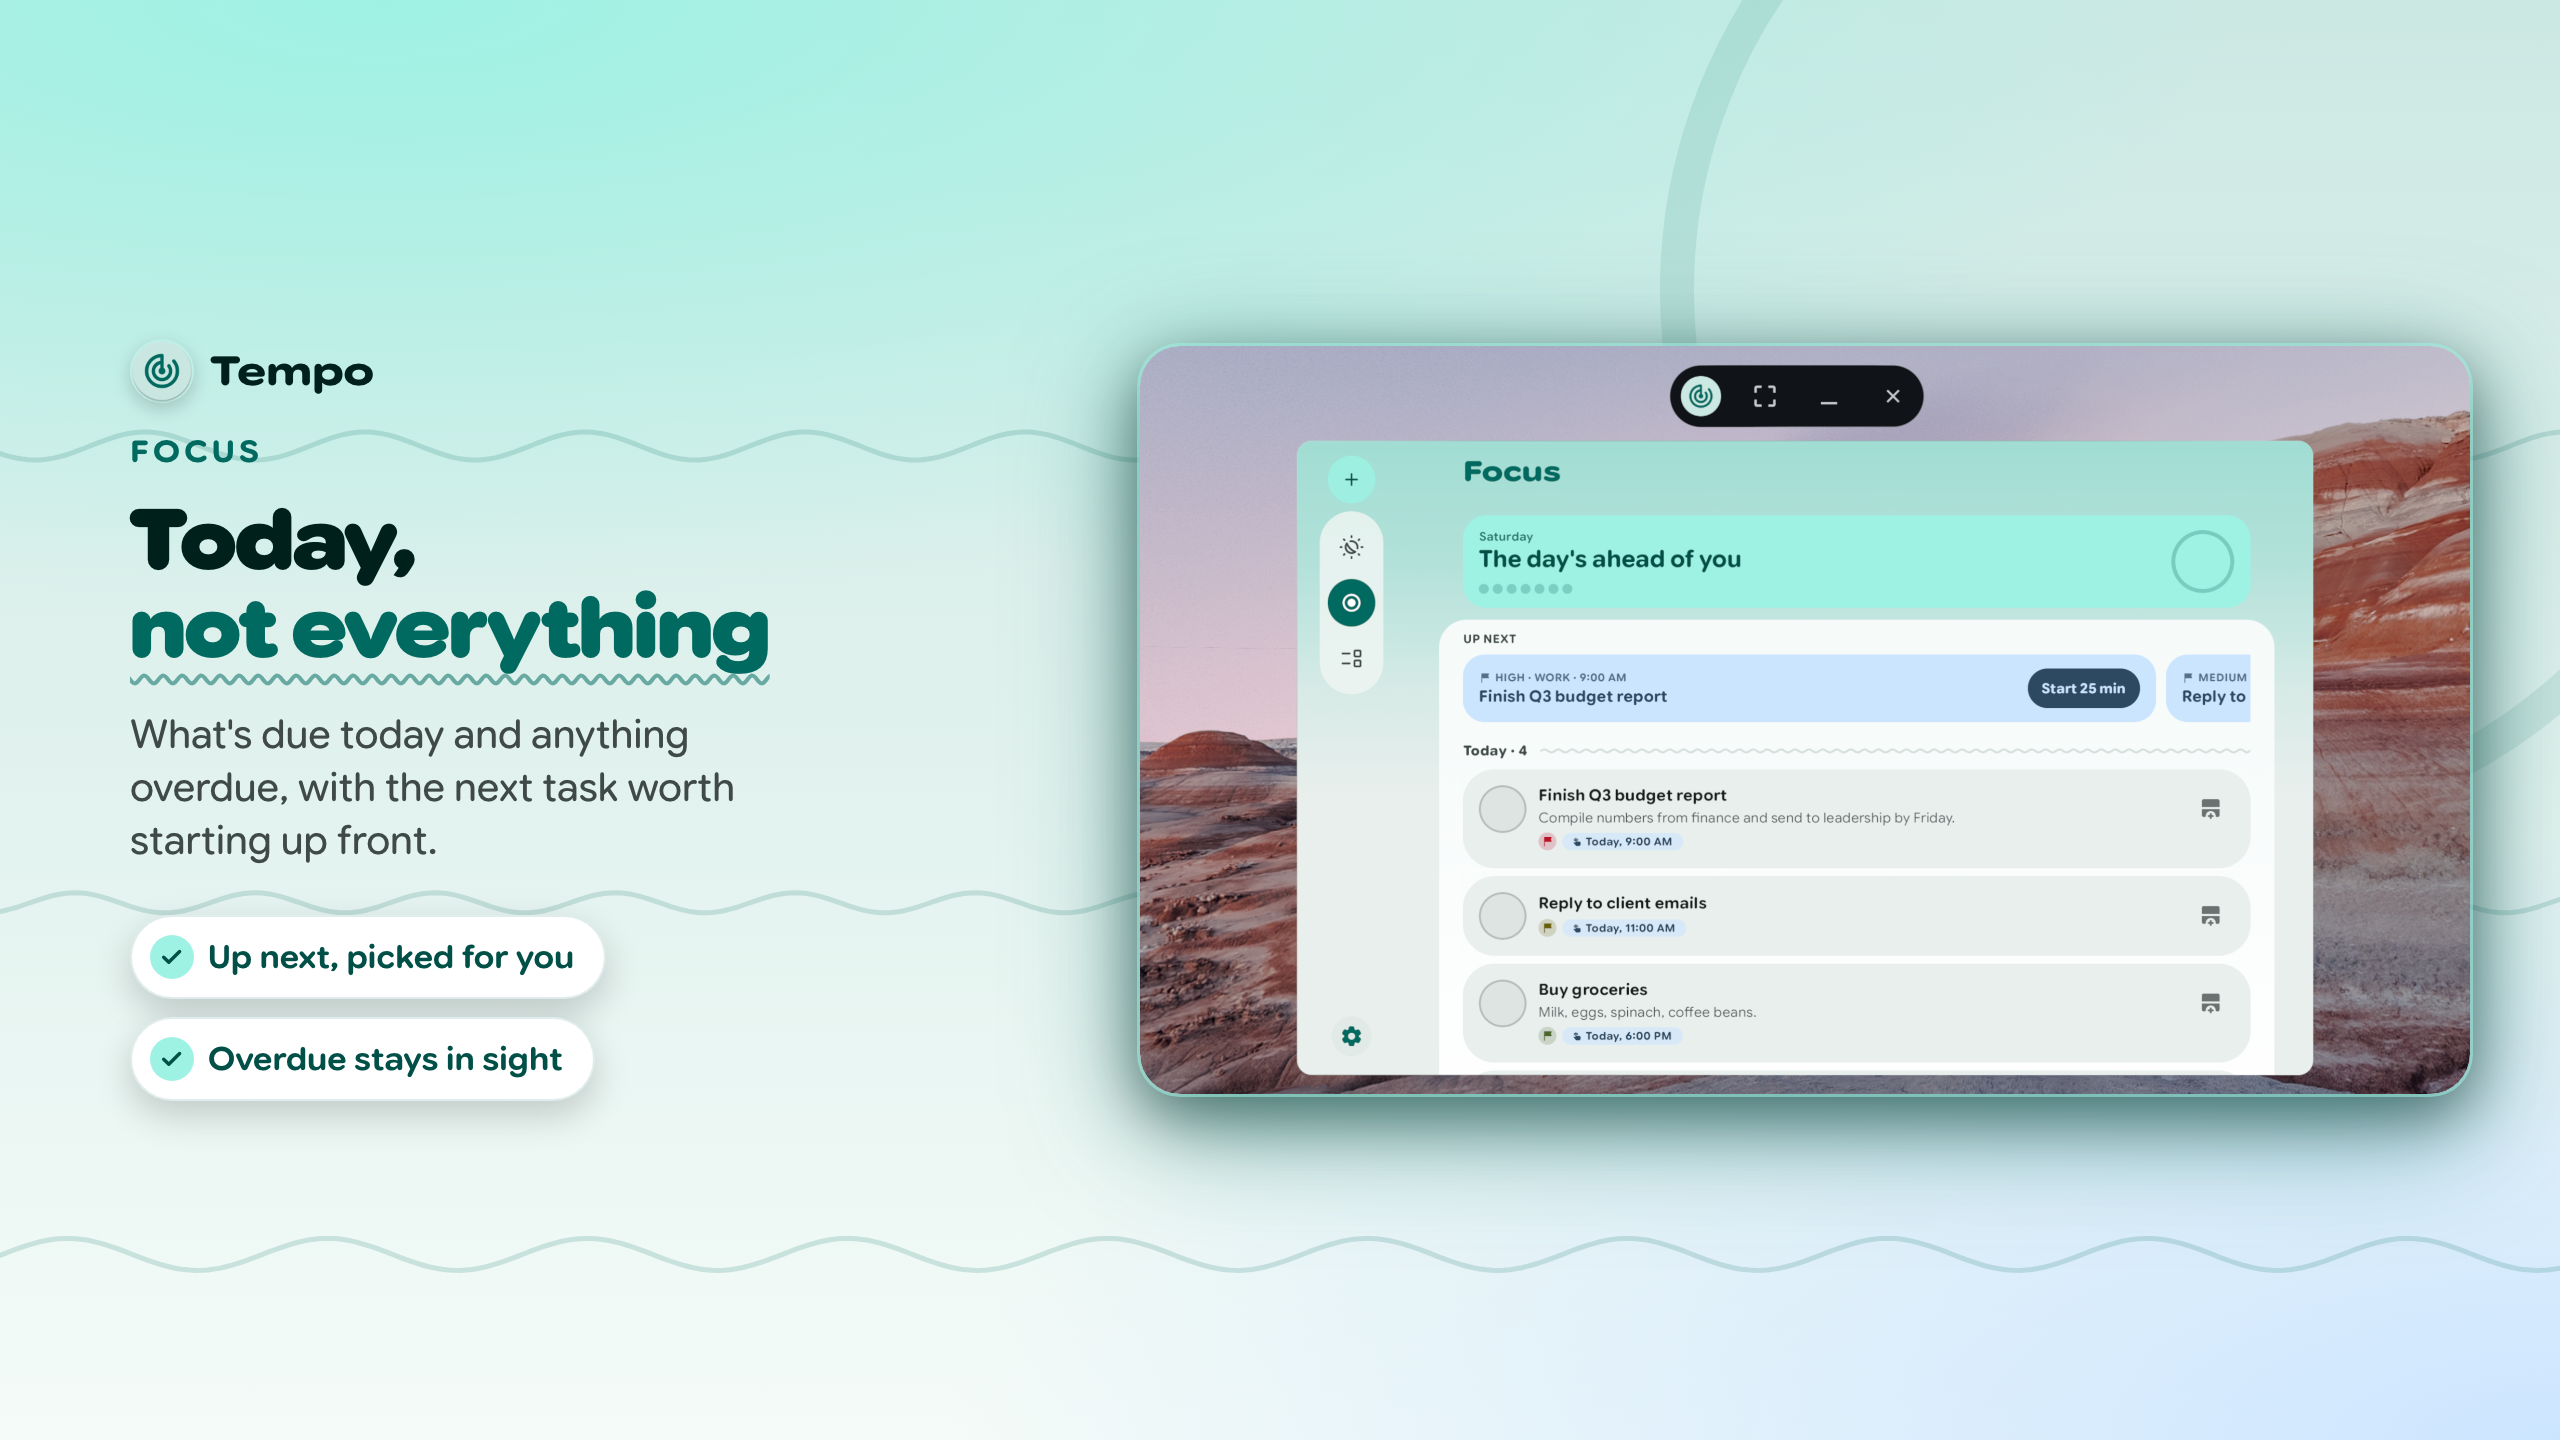 Tempo
FOCUS
Today,
not everything
What's due today and anything
overdue, with the next task worth
starting up front.
Up next, picked for you
Overdue stays in sight
Focus
Saturday
The day's ahead of you
UP NEXT
HIGH · WORK · 9:00 AM
Finish Q3 budget report
Start 25 min
MEDIUM
Reply to
Today · 4
Finish Q3 budget report
Compile numbers from finance and send to leadership by Friday.
Today, 9:00 AM
Reply to client emails
Today, 11:00 AM
Buy groceries
Milk, eggs, spinach, coffee beans.
Today, 6:00 PM